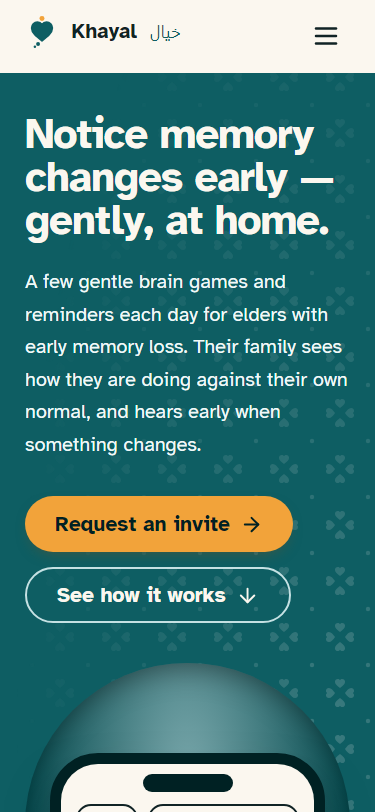 Khayal خيال
Notice memory
changes early —
gently, at home.
A few gentle brain games and
reminders each day for elders with
early memory loss. Their family sees
how they are doing against their own
normal, and hears early when
something changes.
Request an invite →
See how it works ↓